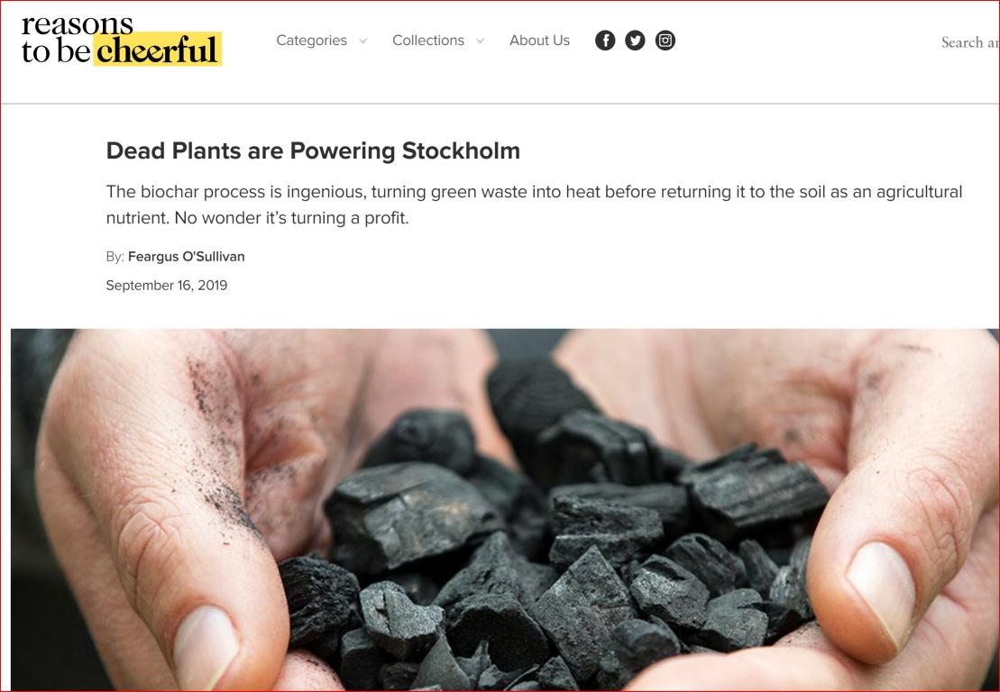 reasons
to be cheerful
Categories
Collections
About Us
Search
Dead Plants are Powering Stockholm
The biochar process is ingenious, turning green waste into heat before returning it to the soil as an agricultural
nutrient. No wonder it’s turning a profit.
By: Feargus O'Sullivan
September 16, 2019